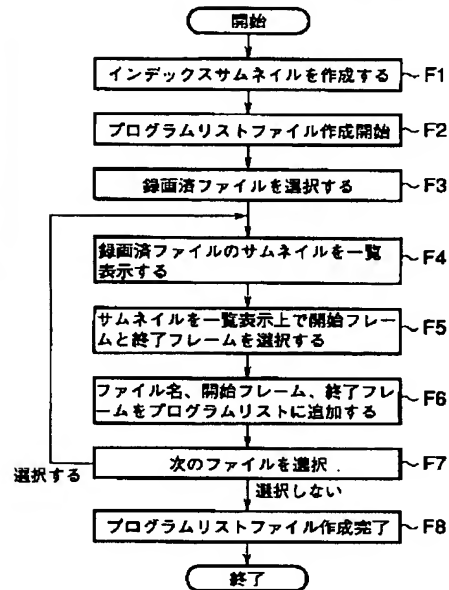 開始
インデックスサムネイルを作成する
F1
プログラムリストファイル作成開始
F2
録画済ファイルを選択する
F3
録画済ファイルのサムネイルを一覧
表示する
F4
サムネイルを一覧表示上で開始フレー
ムと終了フレームを選択する
F5
ファイル名、開始フレーム、終了フレ
ームをプログラムリストに追加する
F6
次のファイルを選択
F7
選択する
選択しない
プログラムリストファイル作成完了
F8
終了